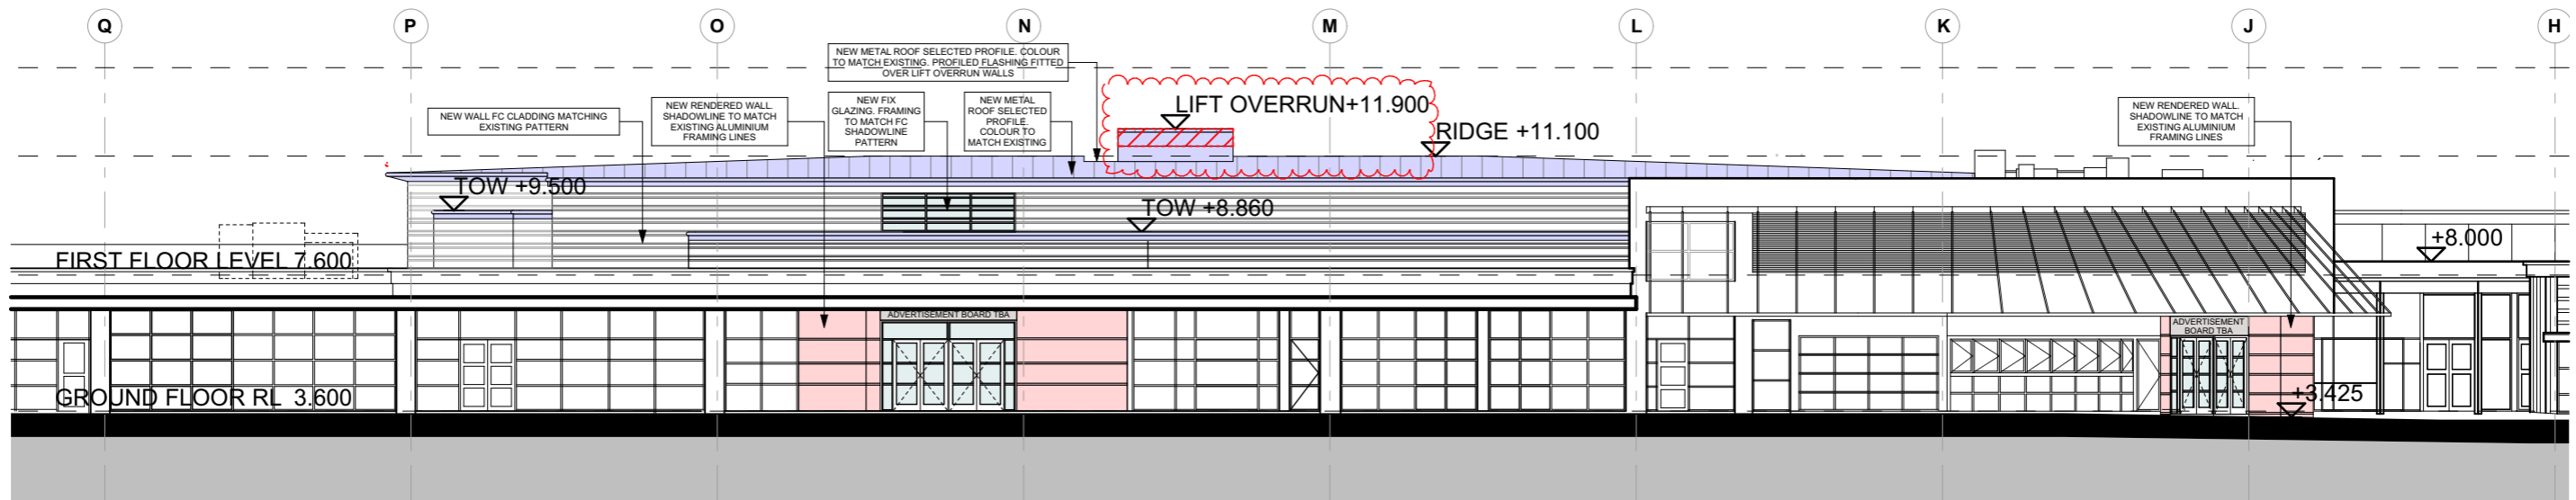 Q P O N M L K J H
NEW METAL ROOF SELECTED PROFILE. COLOUR
TO MATCH EXISTING. PROFILED FLASHING FITTED
OVER LIFT OVERRUN WALLS
NEW WALL FC CLADDING MATCHING
EXISTING PATTERN
NEW RENDERED WALL.
SHADOWLINE TO MATCH
EXISTING ALUMINIUM
FRAMING LINES
NEW FIX
GLAZING. FRAMING
TO MATCH FC
SHADOWLINE
PATTERN
NEW METAL
ROOF SELECTED
PROFILE.
COLOUR TO
MATCH EXISTING
LIFT OVERRUN+11.900
RIDGE +11.100
NEW RENDERED WALL.
SHADOWLINE TO MATCH
EXISTING ALUMINIUM
FRAMING LINES
TOW +9.500
TOW +8.860
+8.000
FIRST FLOOR LEVEL 7.600
ADVERTISEMENT BOARD TBA
ADVERTISEMENT
BOARD TBA
GROUND FLOOR RL 3.600
+3.425